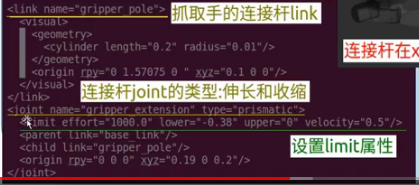 <link name="gripper_pole">
抓取手的连接杆link
<visual>
<geometry>
<cylinder length="0.2" radius="0.01"/>
</geometry>
<origin rpy="0 1.57075 0 " xyz="0.1 0 0"/>
</visual>
连接杆在x
</link>
连接杆joint的类型:伸长和收缩
<joint name="gripper_extension" type="prismatic">
<limit effort="1000.0" lower="-0.38" upper="0" velocity="0.5"/>
<parent link="base_link"/>
设置limit属性
<child link="gripper_pole"/>
<origin rpy="0 0 0" xyz="0.19 0 0.2"/>
</joint>